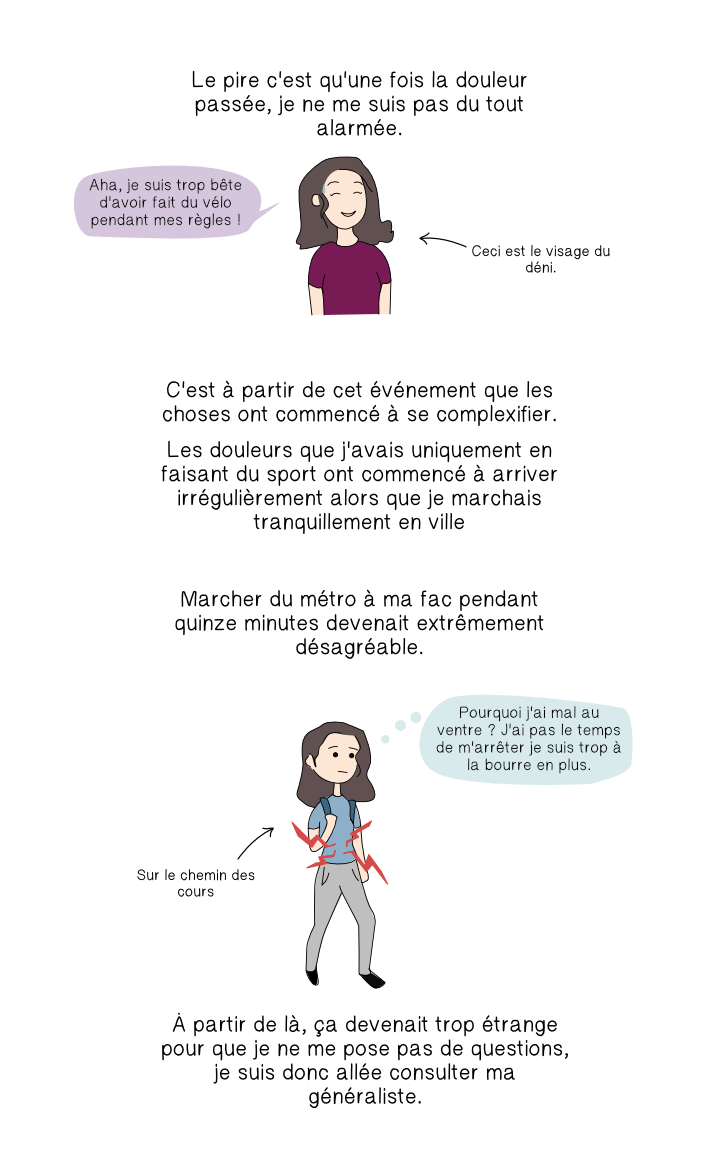 Le pire c'est qu'une fois la douleur
passée, je ne me suis pas du tout
alarmée.
Aha, je suis trop bête
d'avoir fait du vélo
pendant mes règles !
Ceci est le visage du
déni.
C'est à partir de cet événement que les
choses ont commencé à se complexifier.
Les douleurs que j'avais uniquement en
faisant du sport ont commencé à arriver
irrégulièrement alors que je marchais
tranquillement en ville
Marcher du métro à ma fac pendant
quinze minutes devenait extrêmement
désagréable.
Pourquoi j'ai mal au
ventre ? J'ai pas le temps
de m'arrêter je suis trop à
la bourre en plus.
Sur le chemin des
cours
À partir de là, ça devenait trop étrange
pour que je ne me pose pas de questions,
je suis donc allée consulter ma
généraliste.